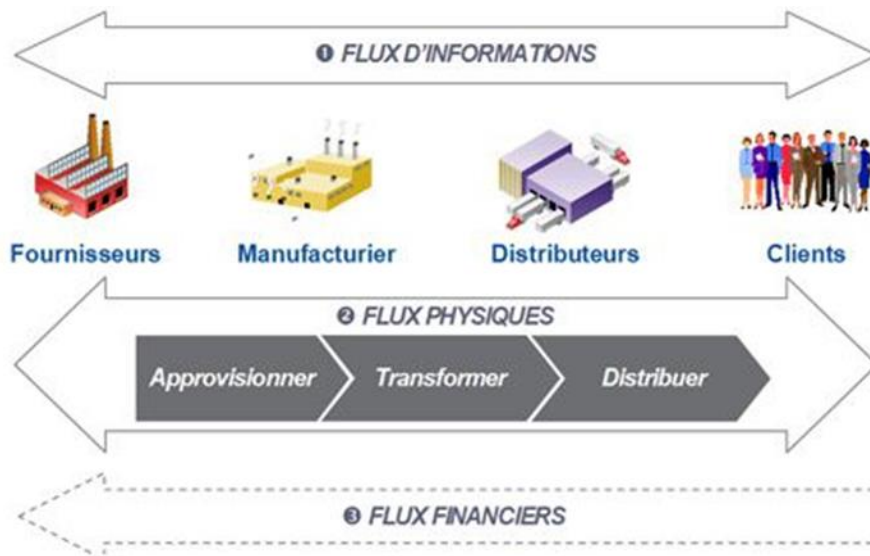 ❶ FLUX D'INFORMATIONS
Fournisseurs Manufacturier Distributeurs Clients
❷ FLUX PHYSIQUES
Approvisionner Transformer Distribuer
❸ FLUX FINANCIERS